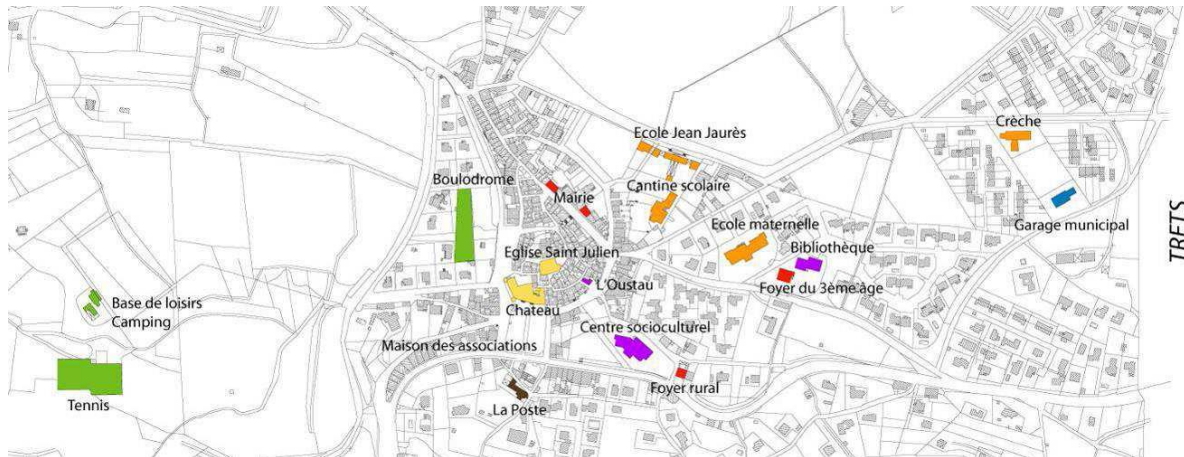 Crèche
Ecole Jean Jaurès
Boulodrome
Cantine scolaire
Mairie
Garage municipal
Ecole maternelle
Bibliothèque
TRETS
Eglise Saint Julien
L'Oustau
Foyer du 3ème age
Base de loisirs
Camping
Chateau
Centre socioculturel
Maison des associations
Foyer rural
Tennis
La Poste